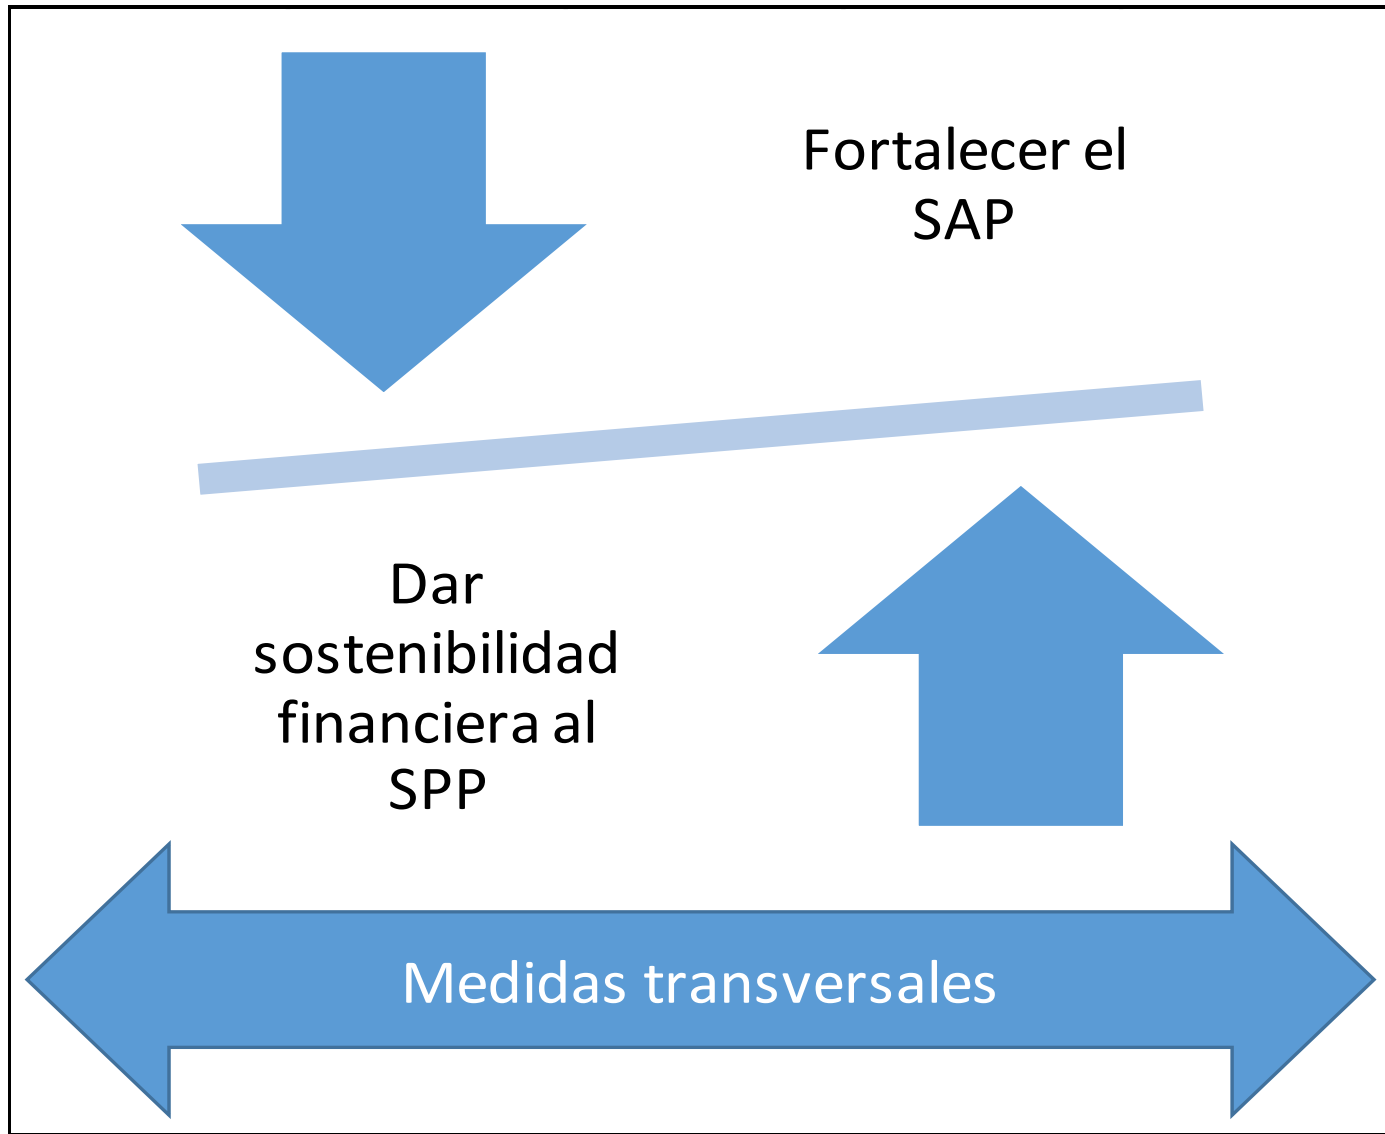 Fortalecer el
SAP
Dar
sostenibilidad
financiera al
SPP
Medidas transversales